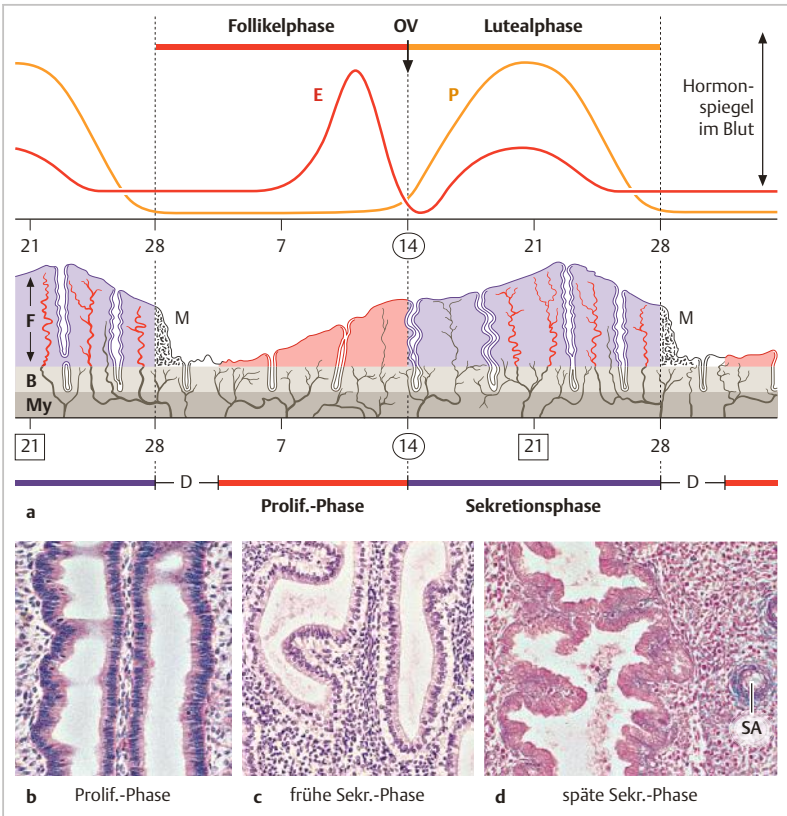 Follikelphase
OV
Lutealphase
E
P
Hormon-
spiegel
im Blut
21
28
7
14
21
28
F
M
M
B
My
21
28
7
14
21
28
D
D
Prolif.-Phase
Sekretionsphase
a
SA
b Prolif.-Phase
c frühe Sekr.-Phase
d späte Sekr.-Phase